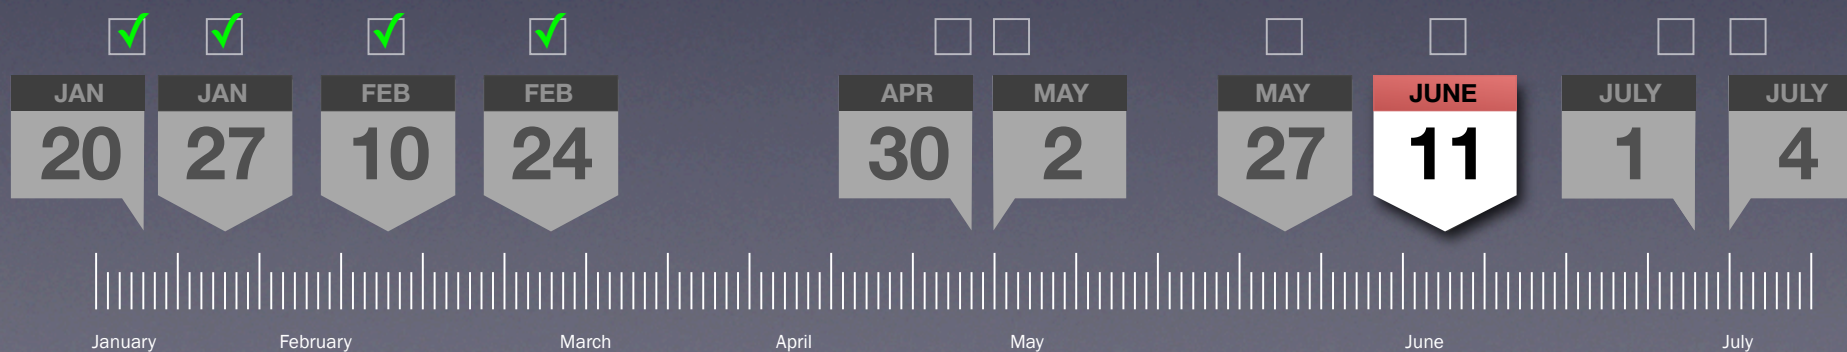 JAN JAN FEB FEB APR MAY MAY JUNE JULY JULY
20 27 10 24 30 2 27 11 1 4
January February March April May June July